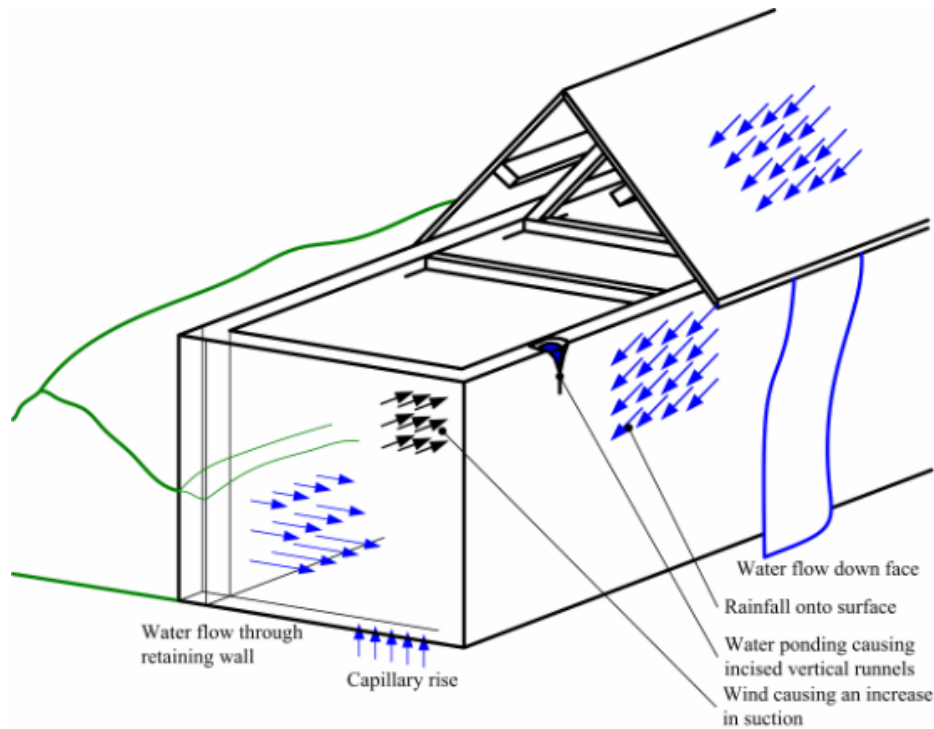 Water flow down face
Rainfall onto surface
Water flow through
retaining wall
Water ponding causing
incised vertical runnels
Capillary rise
Wind causing an increase
in suction